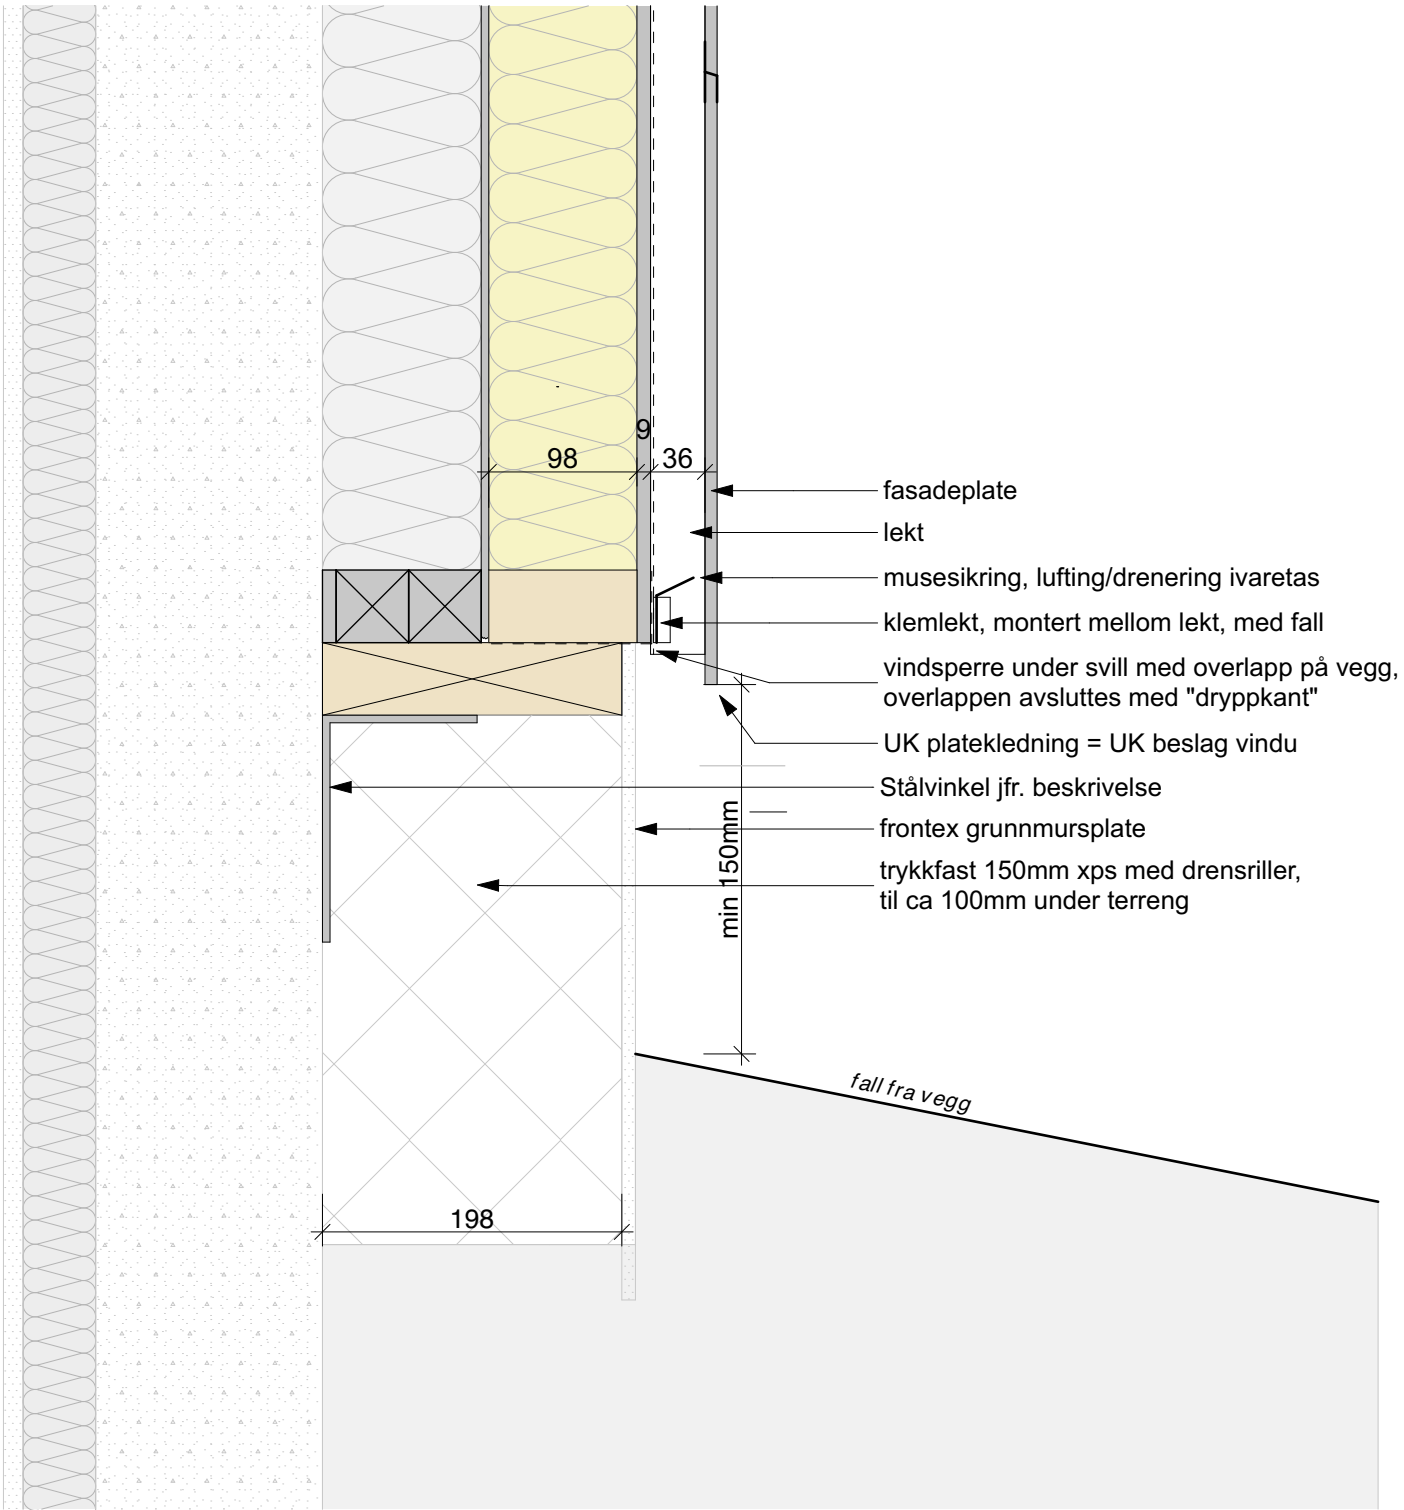 9
98
36
fasadeplate
lekt
musesikring, lufting/drenering ivaretas
klemlekt, montert mellom lekt, med fall
vindsperre under svill med overlapp på vegg,
overlappen avsluttes med "dryppkant"
UK platekledning = UK beslag vindu
Stålvinkel jfr. beskrivelse
frontex grunnmursplate
trykkfast 150mm xps med drensriller,
til ca 100mm under terreng
min 150mm
fall fra vegg
198